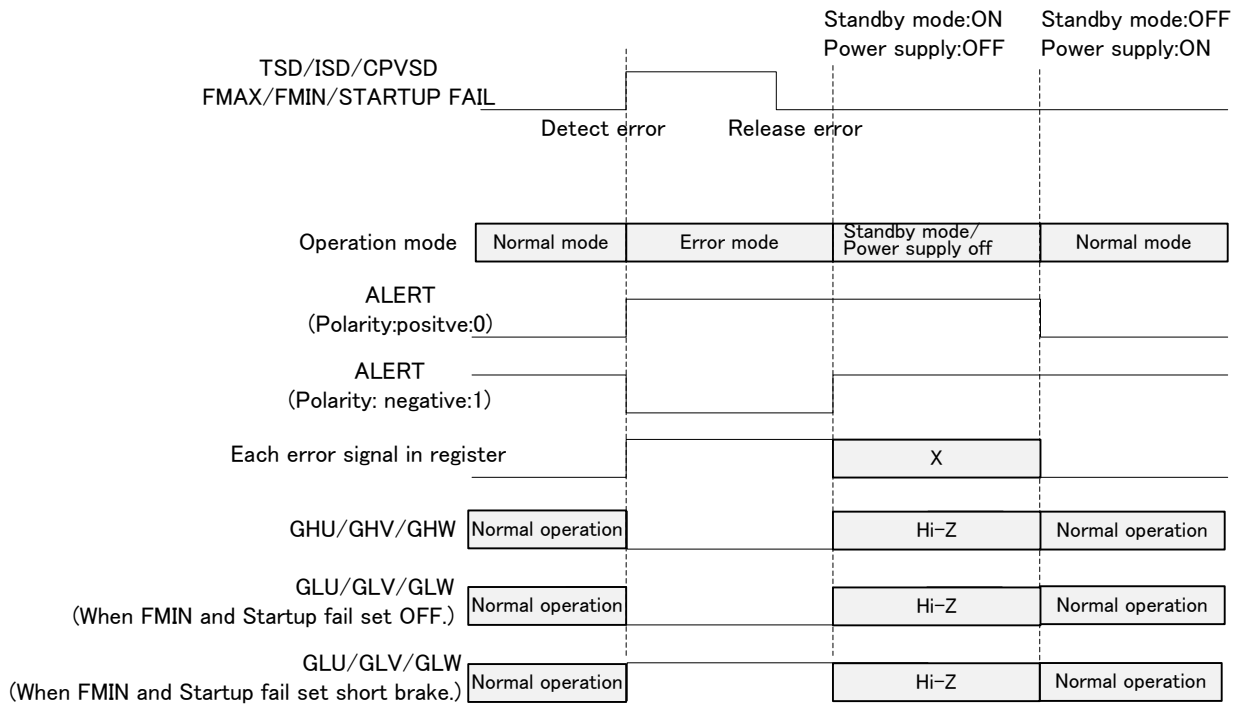 Standby mode:ON
Power supply:OFF
Standby mode:OFF
Power supply:ON
TSD/ISD/CPVSD
FMAX/FMIN/STARTUP FAIL
Detect error
Release error
Operation mode
Normal mode
Error mode
Standby mode/
Power supply off
Normal mode
ALERT
(Polarity:positve:0)
ALERT
(Polarity: negative:1)
Each error signal in register
X
GHU/GHV/GHW
Normal operation
Hi-Z
Normal operation
GLU/GLV/GLW
(When FMIN and Startup fail set OFF.)
Normal operation
Hi-Z
Normal operation
GLU/GLV/GLW
(When FMIN and Startup fail set short brake.)
Normal operation
Hi-Z
Normal operation